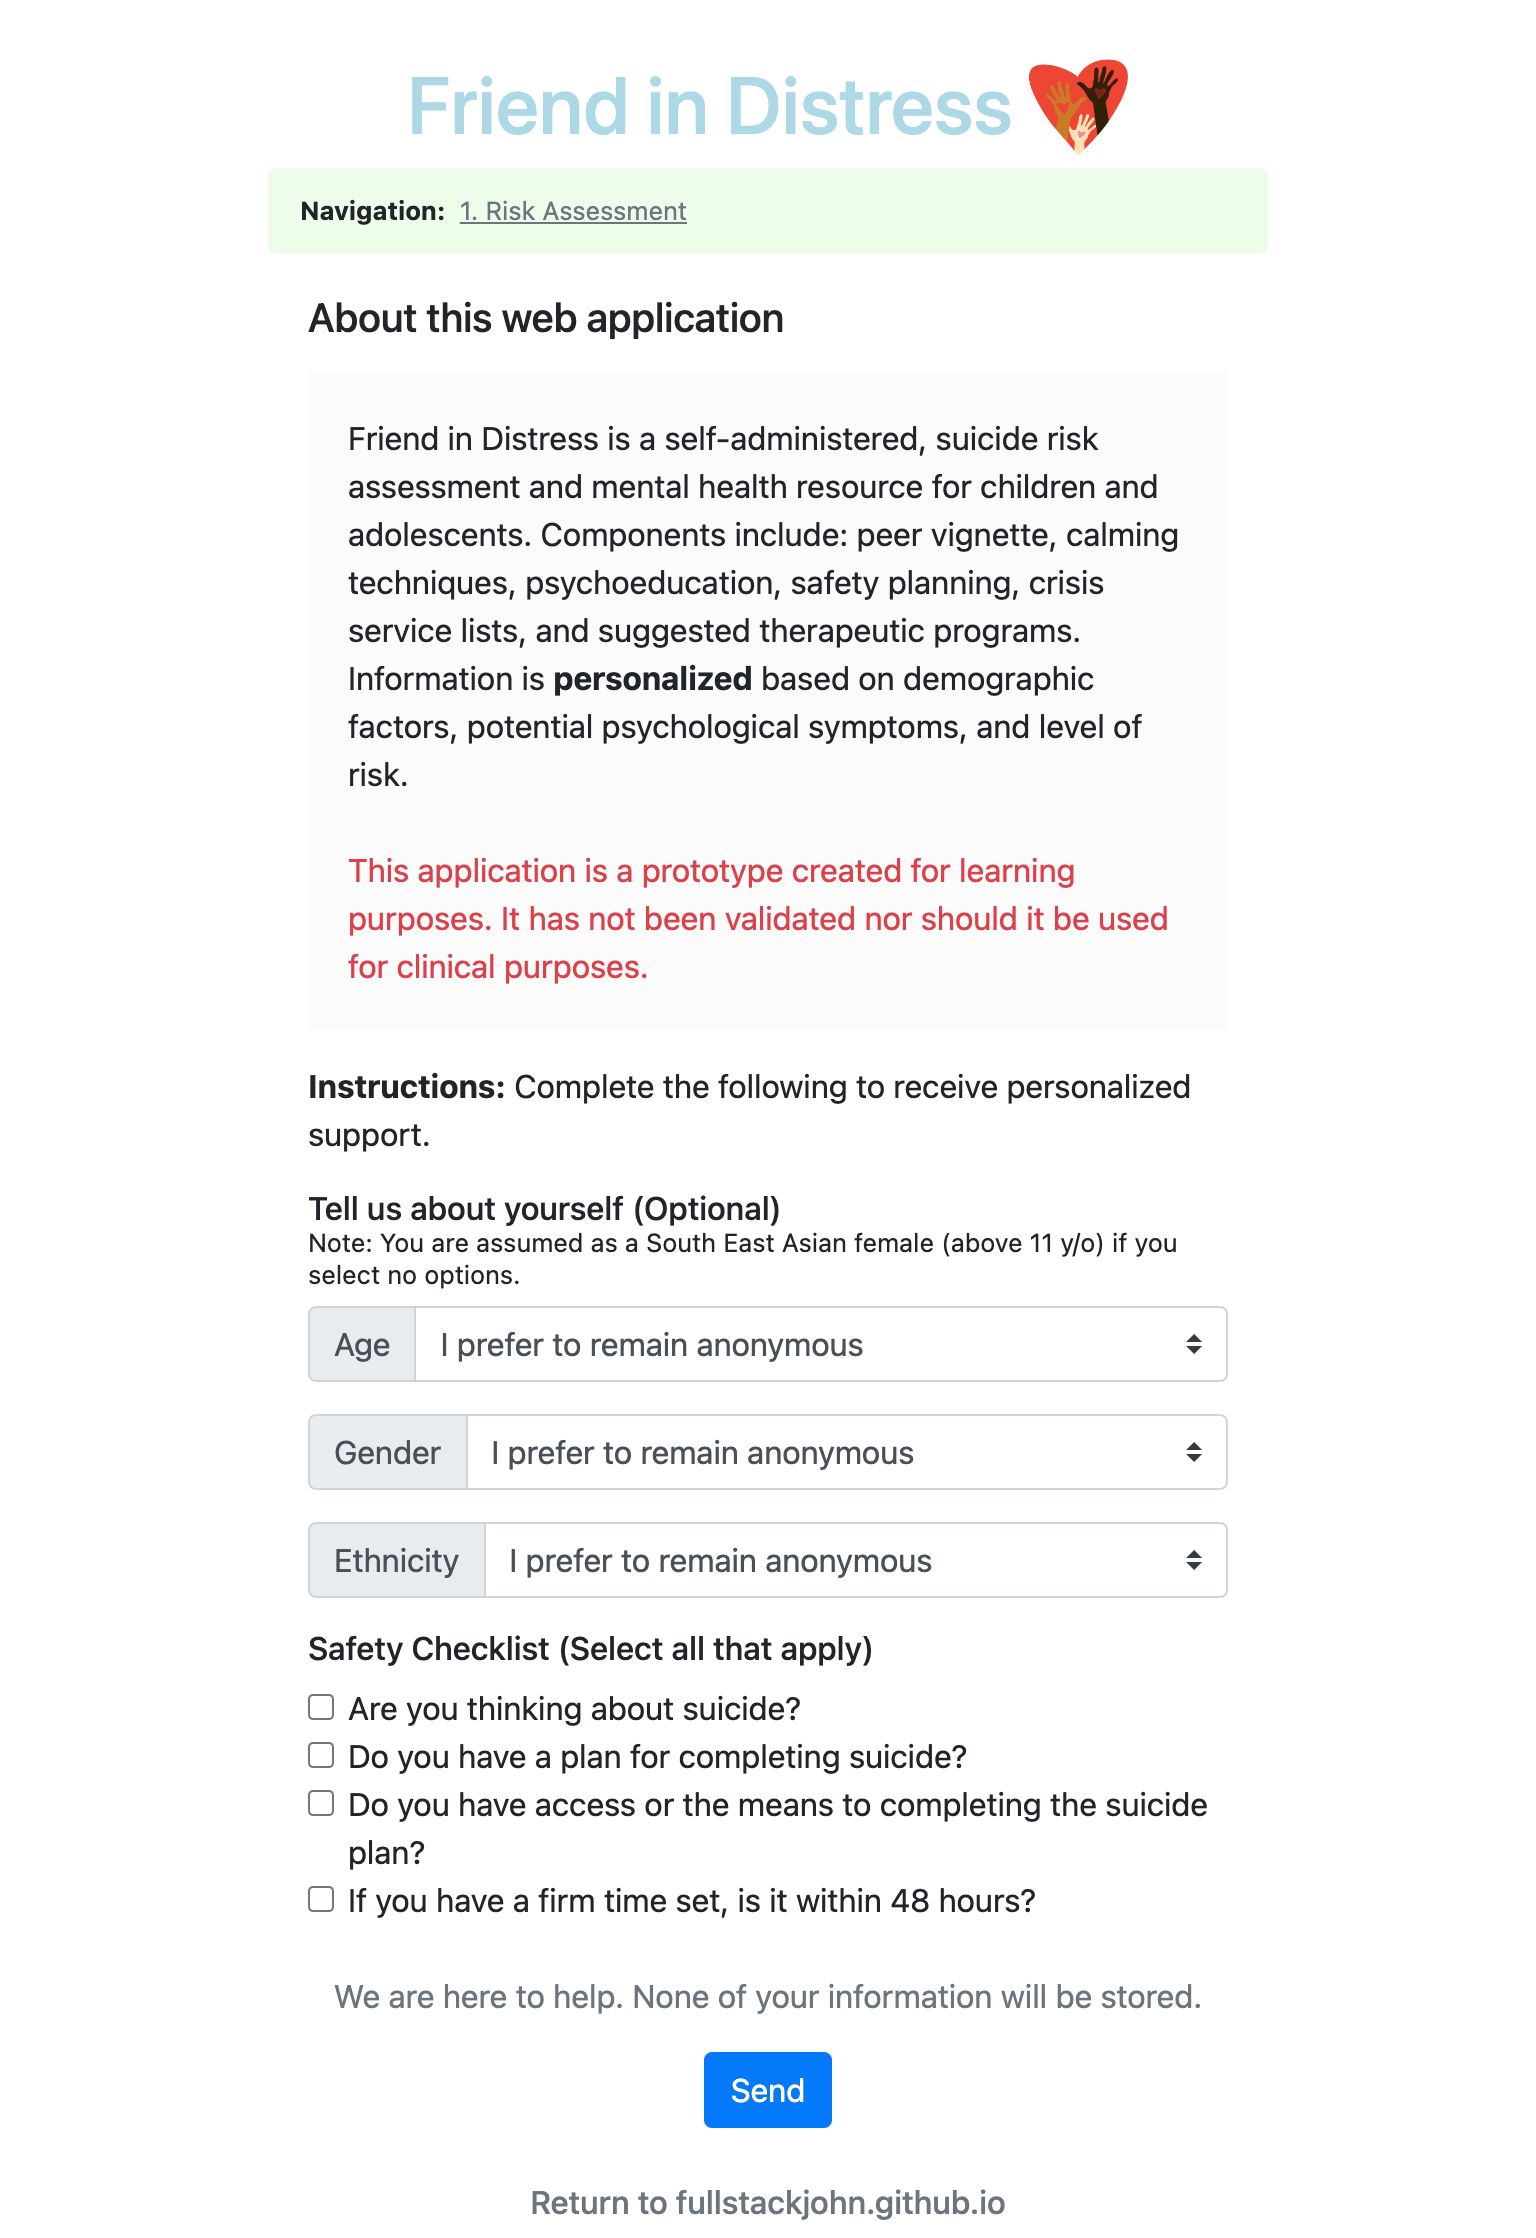 Friend in Distress
Navigation: 1. Risk Assessment
About this web application
Friend in Distress is a self-administered, suicide risk
assessment and mental health resource for children and
adolescents. Components include: peer vignette, calming
techniques, psychoeducation, safety planning, crisis
service lists, and suggested therapeutic programs.
Information is personalized based on demographic
factors, potential psychological symptoms, and level of
risk.
This application is a prototype created for learning
purposes. It has not been validated nor should it be used
for clinical purposes.
Instructions: Complete the following to receive personalized
support.
Tell us about yourself (Optional)
Note: You are assumed as a South East Asian female (above 11 y/o) if you
select no options.
Age I prefer to remain anonymous
Gender I prefer to remain anonymous
Ethnicity I prefer to remain anonymous
Safety Checklist (Select all that apply)
Are you thinking about suicide?
Do you have a plan for completing suicide?
Do you have access or the means to completing the suicide
plan?
If you have a firm time set, is it within 48 hours?
We are here to help. None of your information will be stored.
Send
Return to fullstackjohn.github.io